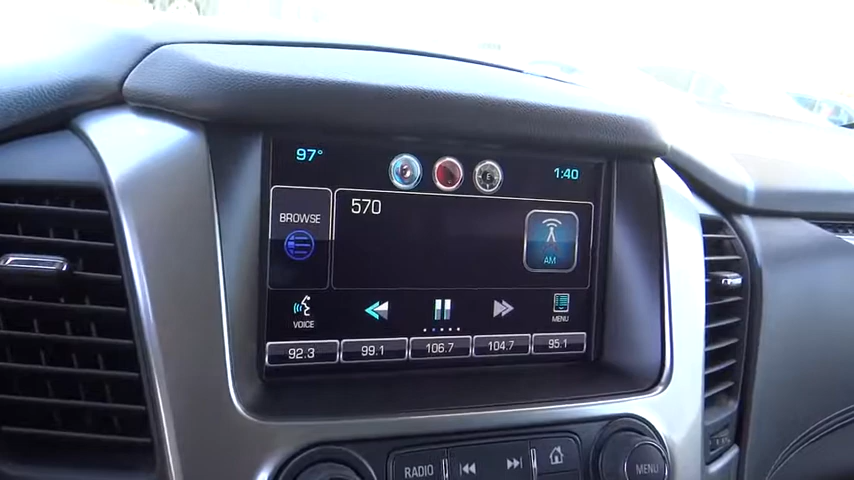 97° 1:40
BROWSE 570
AM
VOICE MENU
92.3 99.1 106.7 104.7 95.1
RADIO MENU